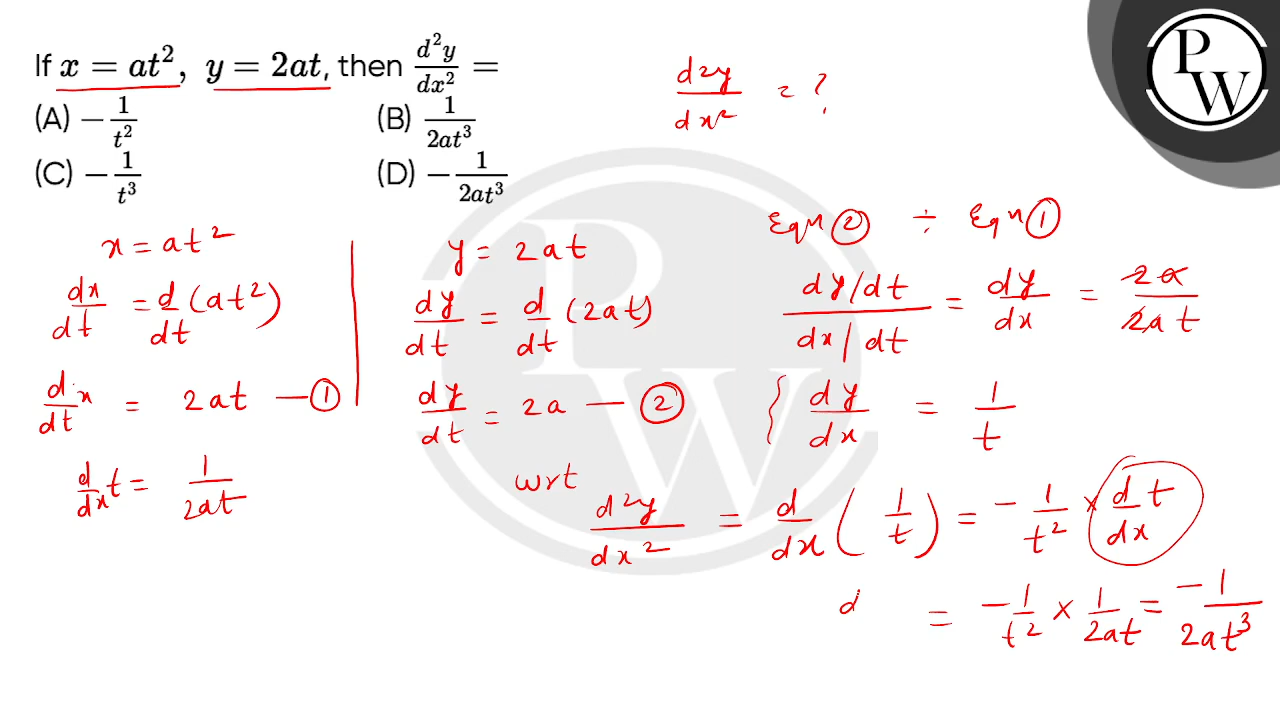 If x = at², y = 2at, then d²y/dx² =
(A) −1/t² (B) 1/2at³
(C) −1/t³ (D) −1/2at³
d2y/dx² = ?
PW
x = at²
dx/dt = d/dt (at²)
dx/dt = 2at — ①
d/dx t = 1/2at
y = 2at
dy/dt = d/dt (2at)
dy/dt = 2a — ②
wrt
Eqn ② ÷ Eqn ①
dy/dt / dx/dt = dy/dx = 2a/2at
{ dy/dx = 1/t
d²y/dx² = d/dx (1/t) = −1/t² × dt/dx
d = −1/t² × 1/2at = −1/2at³
PW